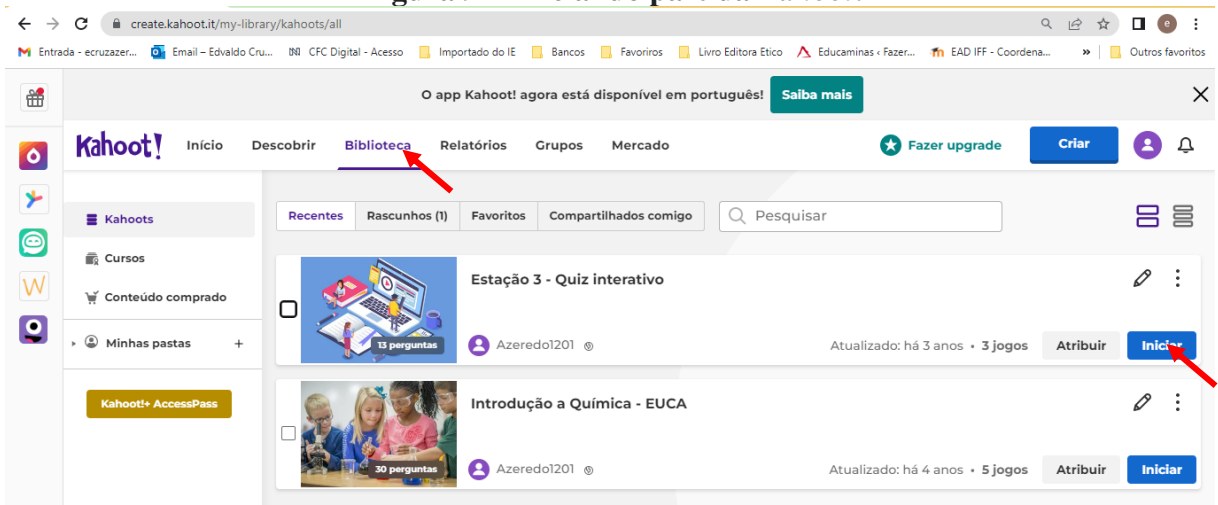 create.kahoot.it/my-library/kahoots/all
Entrada - ecruzazer... Email – Edvaldo Cru... CFC Digital - Acesso Importado do IE Bancos Favoriros Livro Editora Etico Educaminas ‹ Fazer... EAD IFF - Coordena... » Outros favoritos
O app Kahoot! agora está disponível em português! Saiba mais
Kahoot! Início Descobrir Biblioteca Relatórios Grupos Mercado Fazer upgrade Criar
Kahoots
Cursos
Conteúdo comprado
Minhas pastas +
Kahoot!+ AccessPass
Recentes Rascunhos (1) Favoritos Compartilhados comigo Pesquisar
Estação 3 - Quiz interativo
13 perguntas Azeredo1201 Atualizado: há 3 anos • 3 jogos Atribuir Iniciar
Introdução a Química - EUCA
30 perguntas Azeredo1201 Atualizado: há 4 anos • 5 jogos Atribuir Iniciar